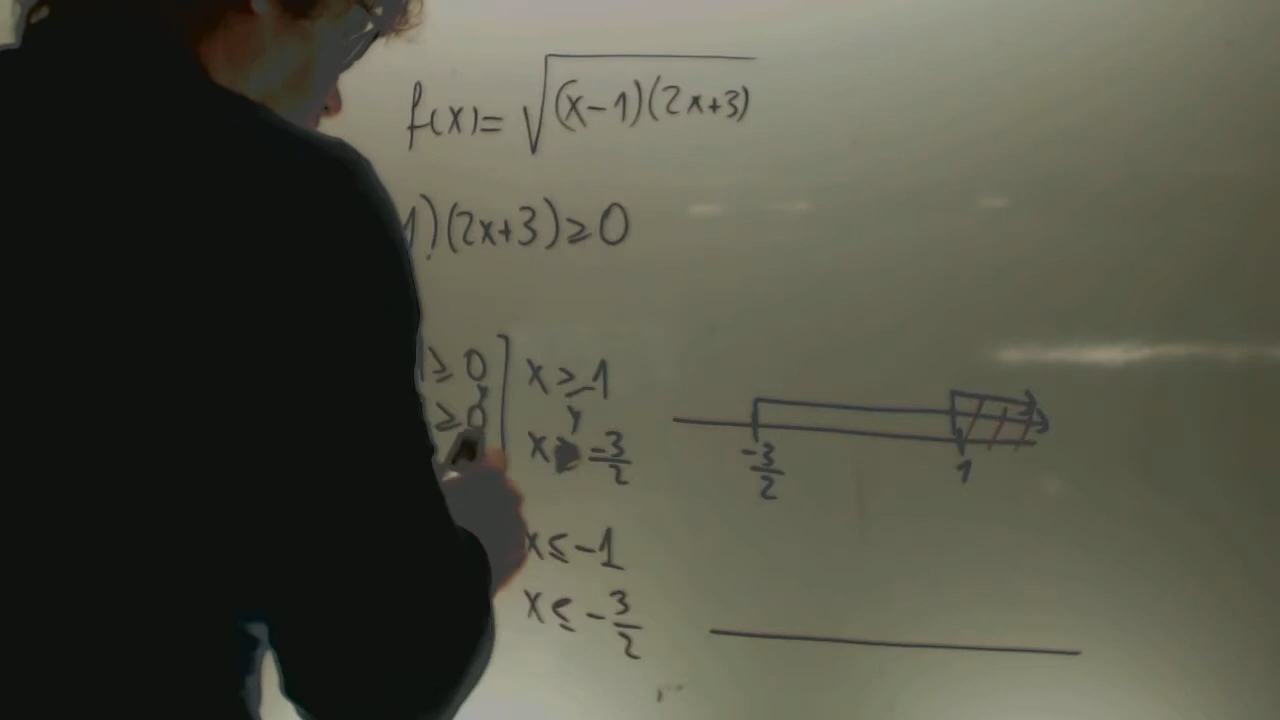 f(x)=√(x-1)(2x+3)
1)(2x+3)≥0
≥0 x≥1
y y
≥0 x -3/2
-3/2 1
x≤-1
x≤-3/2